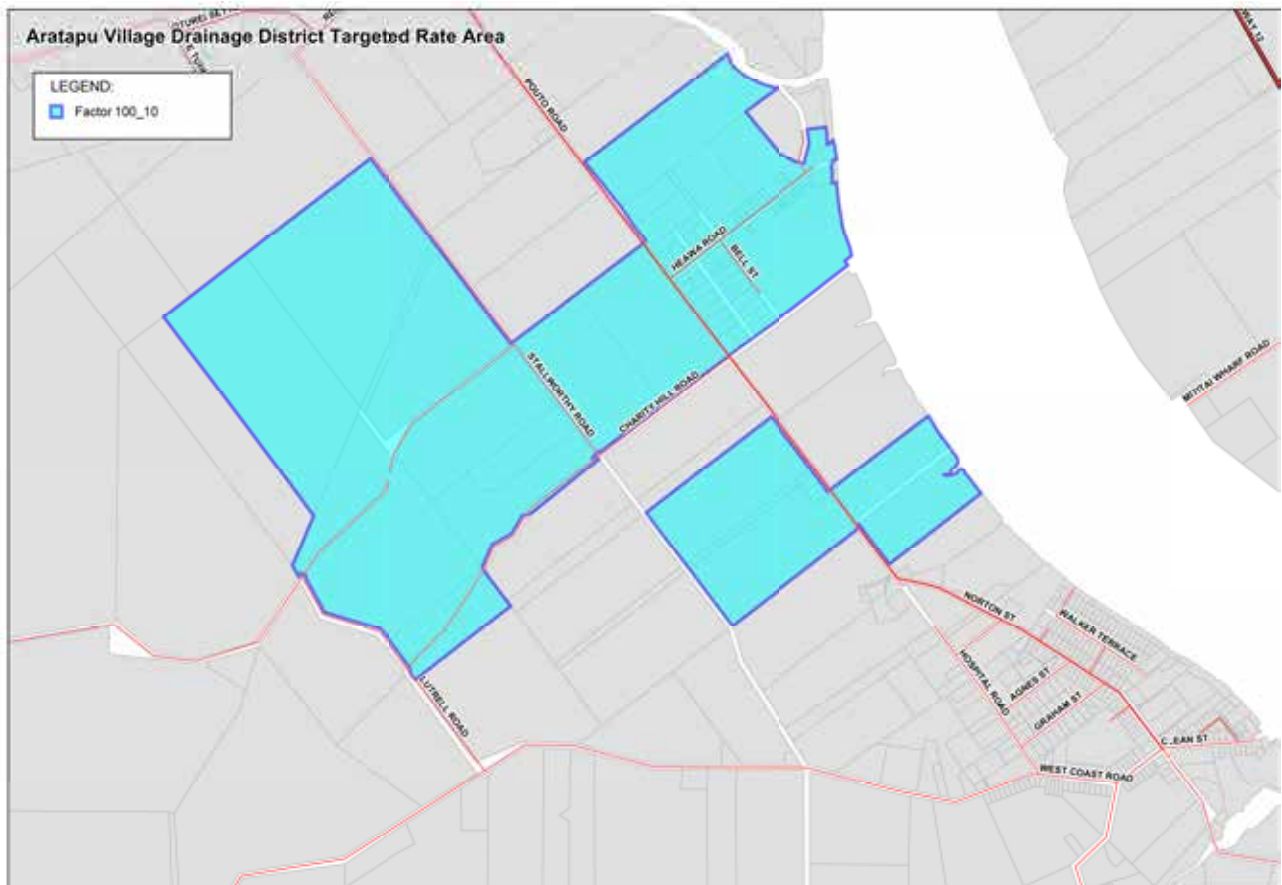 Aratapu Village Drainage District Targeted Rate Area
LEGEND:
Factor 100_10
POUTO ROAD
WAY 12
HEAWA ROAD
BELL ST
MITITAI WHARF ROAD
STALLWORTHY ROAD
CHARITY HILL ROAD
NORTON ST
WALKER TERRACE
HOSPITAL ROAD
AGNES ST
GRAHAM ST
LUTRELL ROAD
WEST COAST ROAD